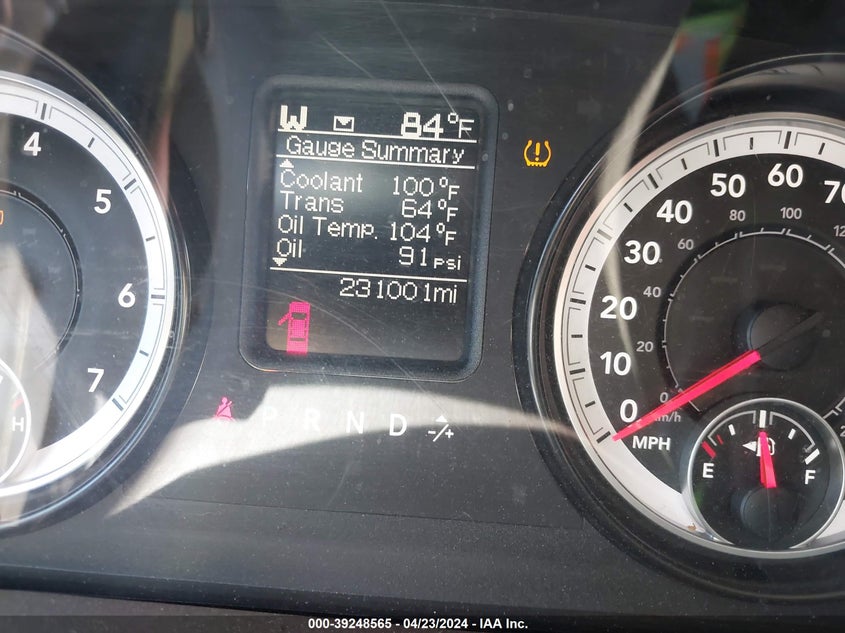 W 84°F
Gauge Summary
Coolant 100°F
Trans 64°F
Oil Temp. 104°F
Oil 91 PSI
231001mi
P R N D -/+
4
5
6
7
H
0
10
20
30
40
50
60
70
MPH
0
20
40
60
80
100
km/h
E F
000-39248565 - 04/23/2024 - IAA Inc.